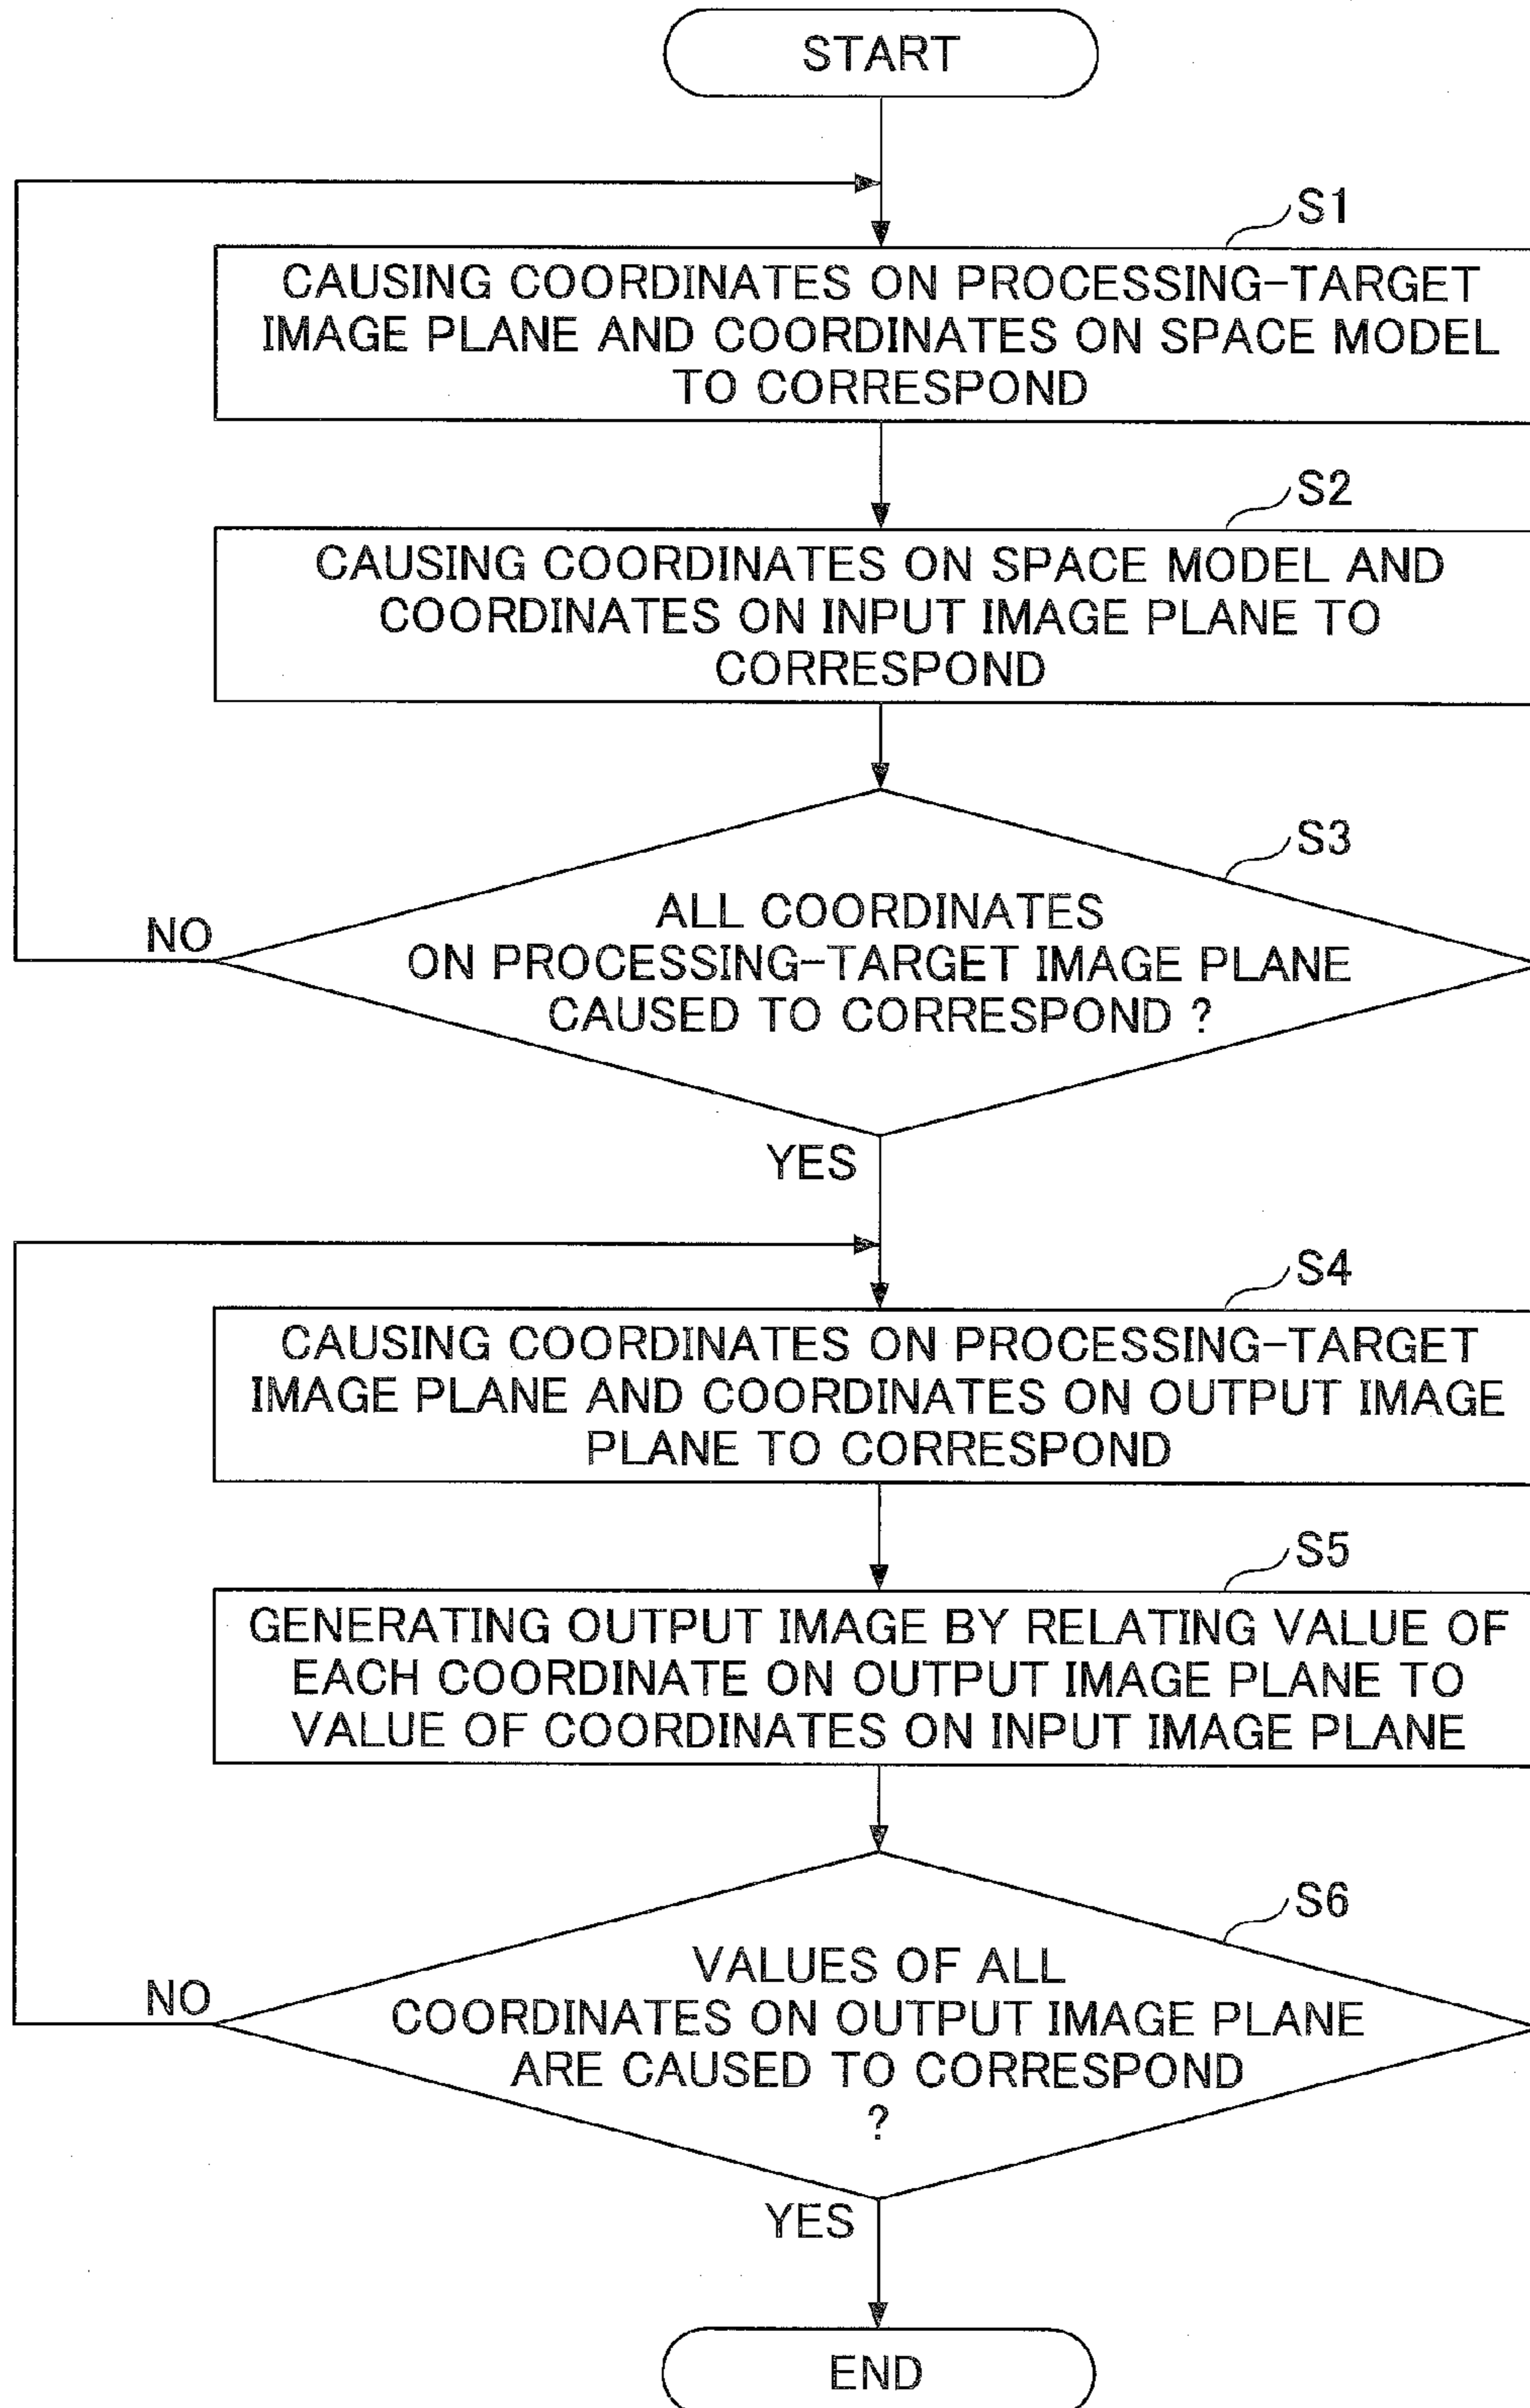 START
S1
CAUSING COORDINATES ON PROCESSING-TARGET
IMAGE PLANE AND COORDINATES ON SPACE MODEL
TO CORRESPOND
S2
CAUSING COORDINATES ON SPACE MODEL AND
COORDINATES ON INPUT IMAGE PLANE TO
CORRESPOND
S3
ALL COORDINATES
ON PROCESSING-TARGET IMAGE PLANE
CAUSED TO CORRESPOND ?
NO
YES
S4
CAUSING COORDINATES ON PROCESSING-TARGET
IMAGE PLANE AND COORDINATES ON OUTPUT IMAGE
PLANE TO CORRESPOND
S5
GENERATING OUTPUT IMAGE BY RELATING VALUE OF
EACH COORDINATE ON OUTPUT IMAGE PLANE TO
VALUE OF COORDINATES ON INPUT IMAGE PLANE
S6
VALUES OF ALL
COORDINATES ON OUTPUT IMAGE PLANE
ARE CAUSED TO CORRESPOND
?
NO
YES
END